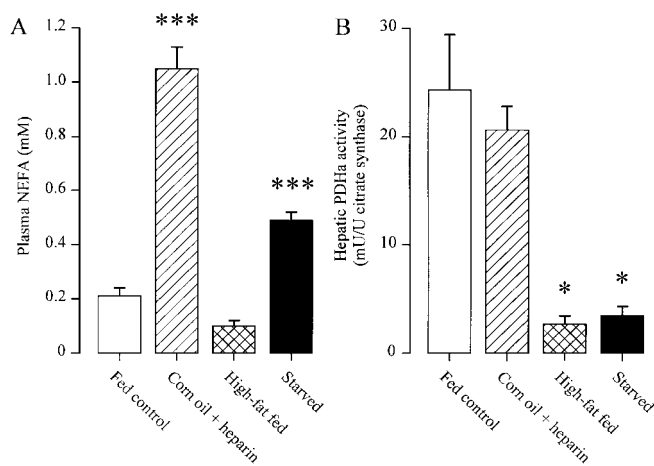 A
***
1.2
1.0
0.8
0.6
0.4
0.2
0
Plasma NEFA (mM)
***
Fed control
Corn oil + heparin
High-fat fed
Starved
B
30
20
10
0
Hepatic PDHa activity
(mU/U citrate synthase)
*
*
Fed control
Corn oil + heparin
High-fat fed
Starved